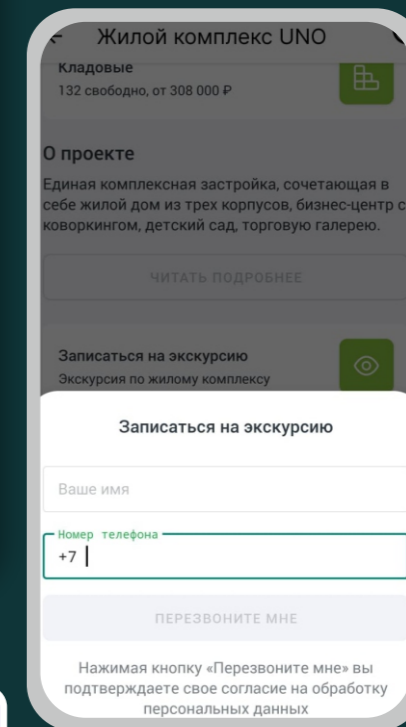 Жилой комплекс UNO
Кладовые
132 свободно, от 308 000 ₽
О проекте
Единая комплексная застройка, сочетающая в
себе жилой дом из трех корпусов, бизнес-центр с
коворкингом, детский сад, торговую галерею.
ЧИТАТЬ ПОДРОБНЕЕ
Записаться на экскурсию
Экскурсия по жилому комплексу
Записаться на экскурсию
Ваше имя
Номер телефона
+7
ПЕРЕЗВОНИТЕ МНЕ
Нажимая кнопку «Перезвоните мне» вы
подтверждаете свое согласие на обработку
персональных данных